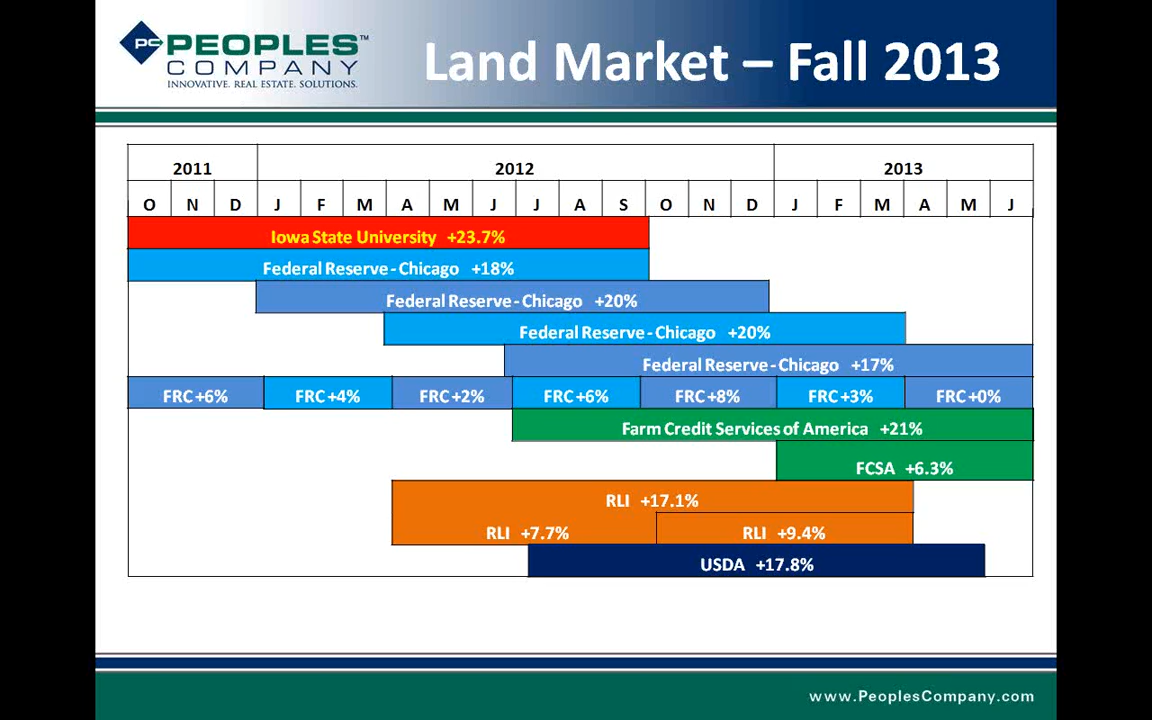 PC PEOPLES™
COMPANY
INNOVATIVE. REAL ESTATE. SOLUTIONS.
Land Market – Fall 2013
2011 2012 2013
O N D J F M A M J J A S O N D J F M A M J
Iowa State University +23.7%
Federal Reserve - Chicago +18%
Federal Reserve - Chicago +20%
Federal Reserve - Chicago +20%
Federal Reserve - Chicago +17%
FRC +6% FRC +4% FRC +2% FRC +6% FRC +8% FRC +3% FRC +0%
Farm Credit Services of America +21%
FCSA +6.3%
RLI +17.1%
RLI +7.7% RLI +9.4%
USDA +17.8%
www.PeoplesCompany.com